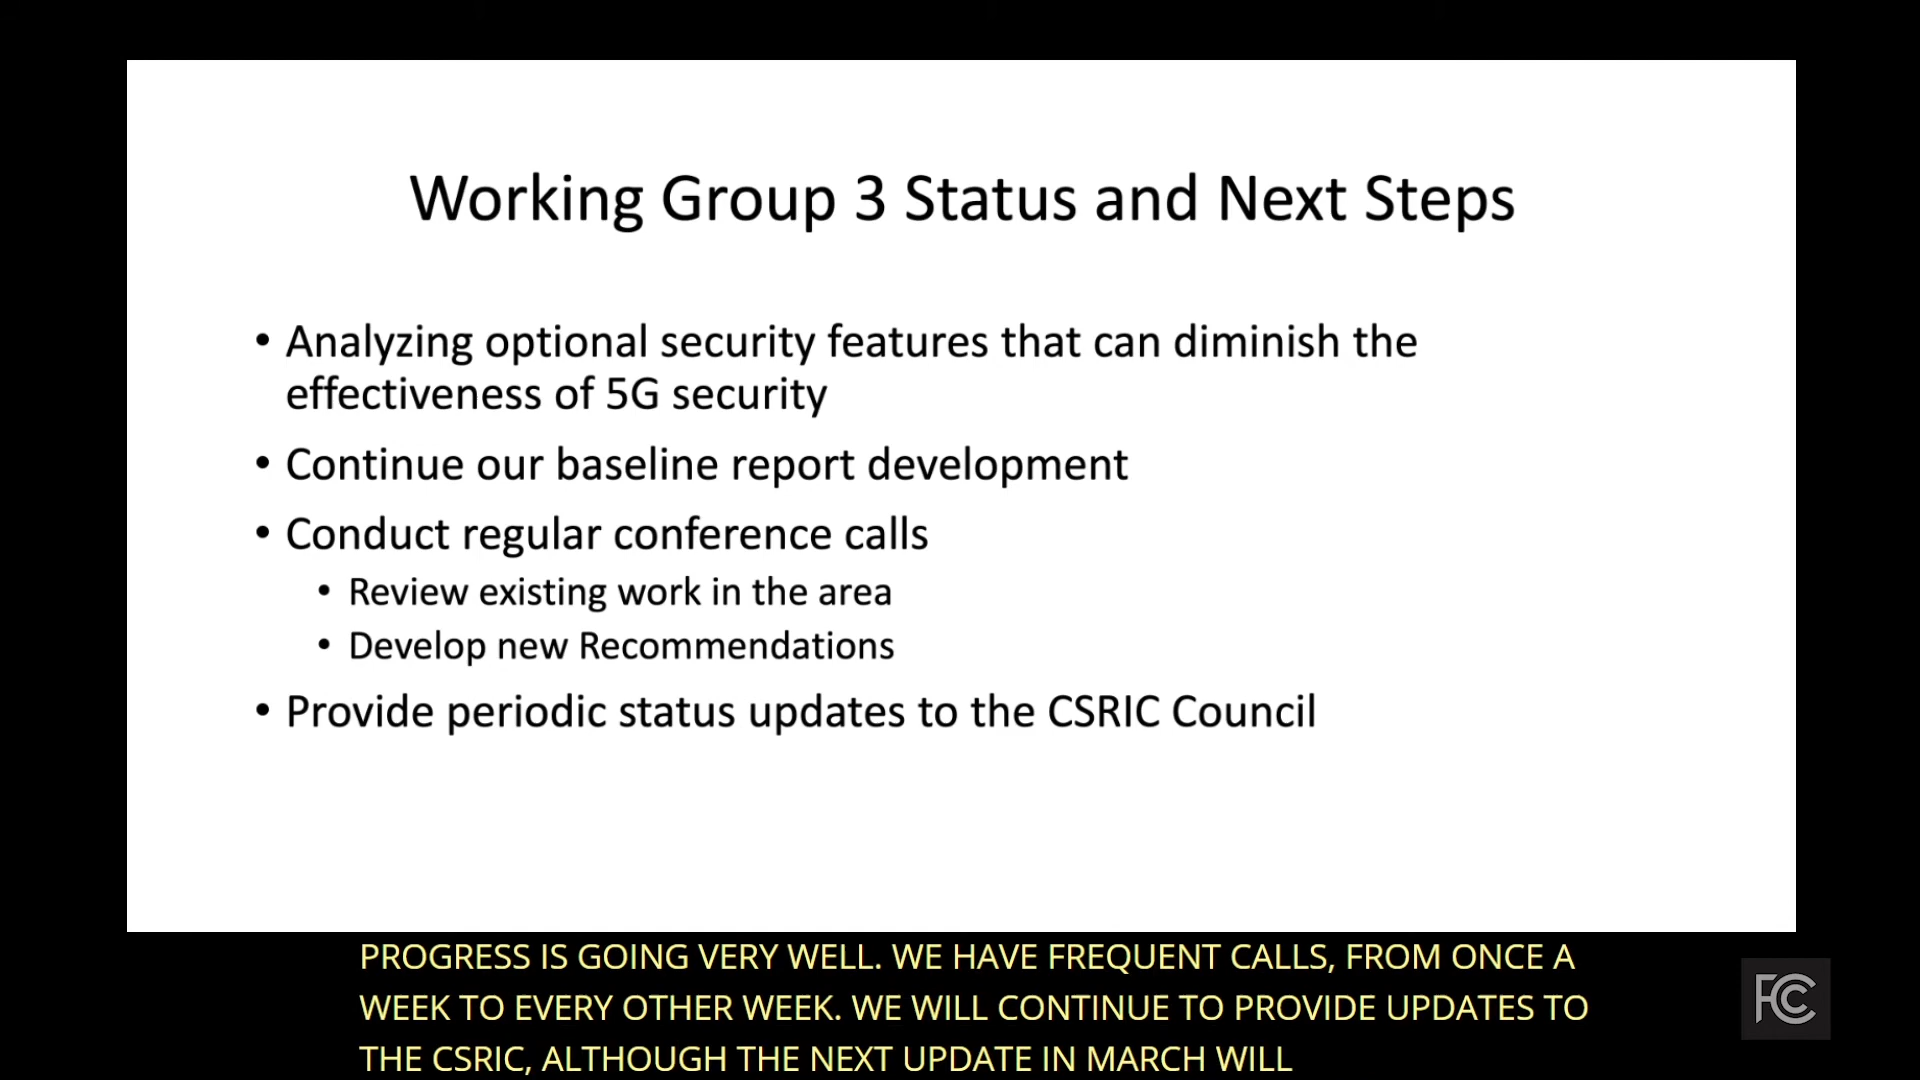 Working Group 3 Status and Next Steps
• Analyzing optional security features that can diminish the
effectiveness of 5G security
• Continue our baseline report development
• Conduct regular conference calls
• Review existing work in the area
• Develop new Recommendations
• Provide periodic status updates to the CSRIC Council
PROGRESS IS GOING VERY WELL. WE HAVE FREQUENT CALLS, FROM ONCE A
WEEK TO EVERY OTHER WEEK. WE WILL CONTINUE TO PROVIDE UPDATES TO
THE CSRIC, ALTHOUGH THE NEXT UPDATE IN MARCH WILL
FCC